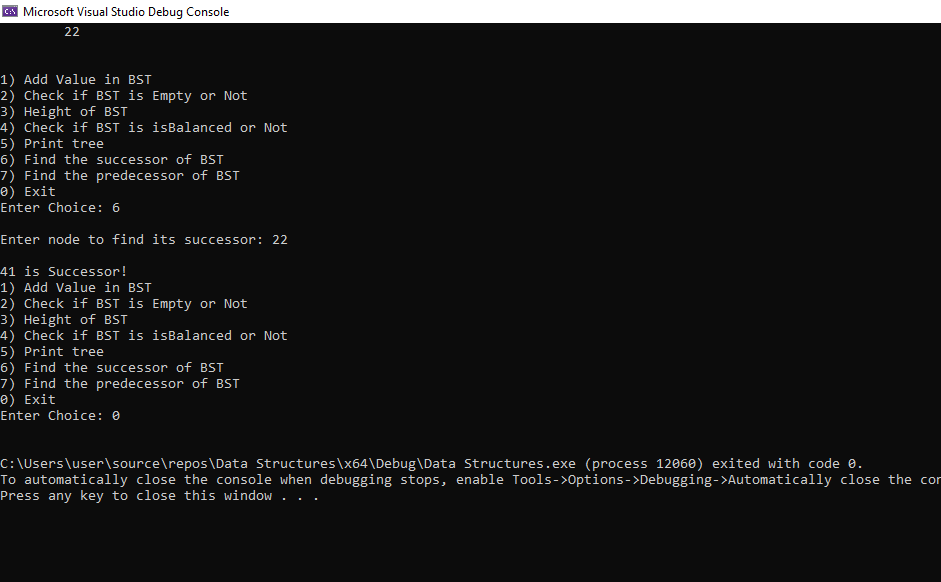 Microsoft Visual Studio Debug Console
22
1) Add Value in BST
2) Check if BST is Empty or Not
3) Height of BST
4) Check if BST is isBalanced or Not
5) Print tree
6) Find the successor of BST
7) Find the predecessor of BST
0) Exit
Enter Choice: 6
Enter node to find its successor: 22
41 is Successor!
1) Add Value in BST
2) Check if BST is Empty or Not
3) Height of BST
4) Check if BST is isBalanced or Not
5) Print tree
6) Find the successor of BST
7) Find the predecessor of BST
0) Exit
Enter Choice: 0
C:\Users\user\source\repos\Data Structures\x64\Debug\Data Structures.exe (process 12060) exited with code 0.
To automatically close the console when debugging stops, enable Tools->Options->Debugging->Automatically close the con
Press any key to close this window . . .